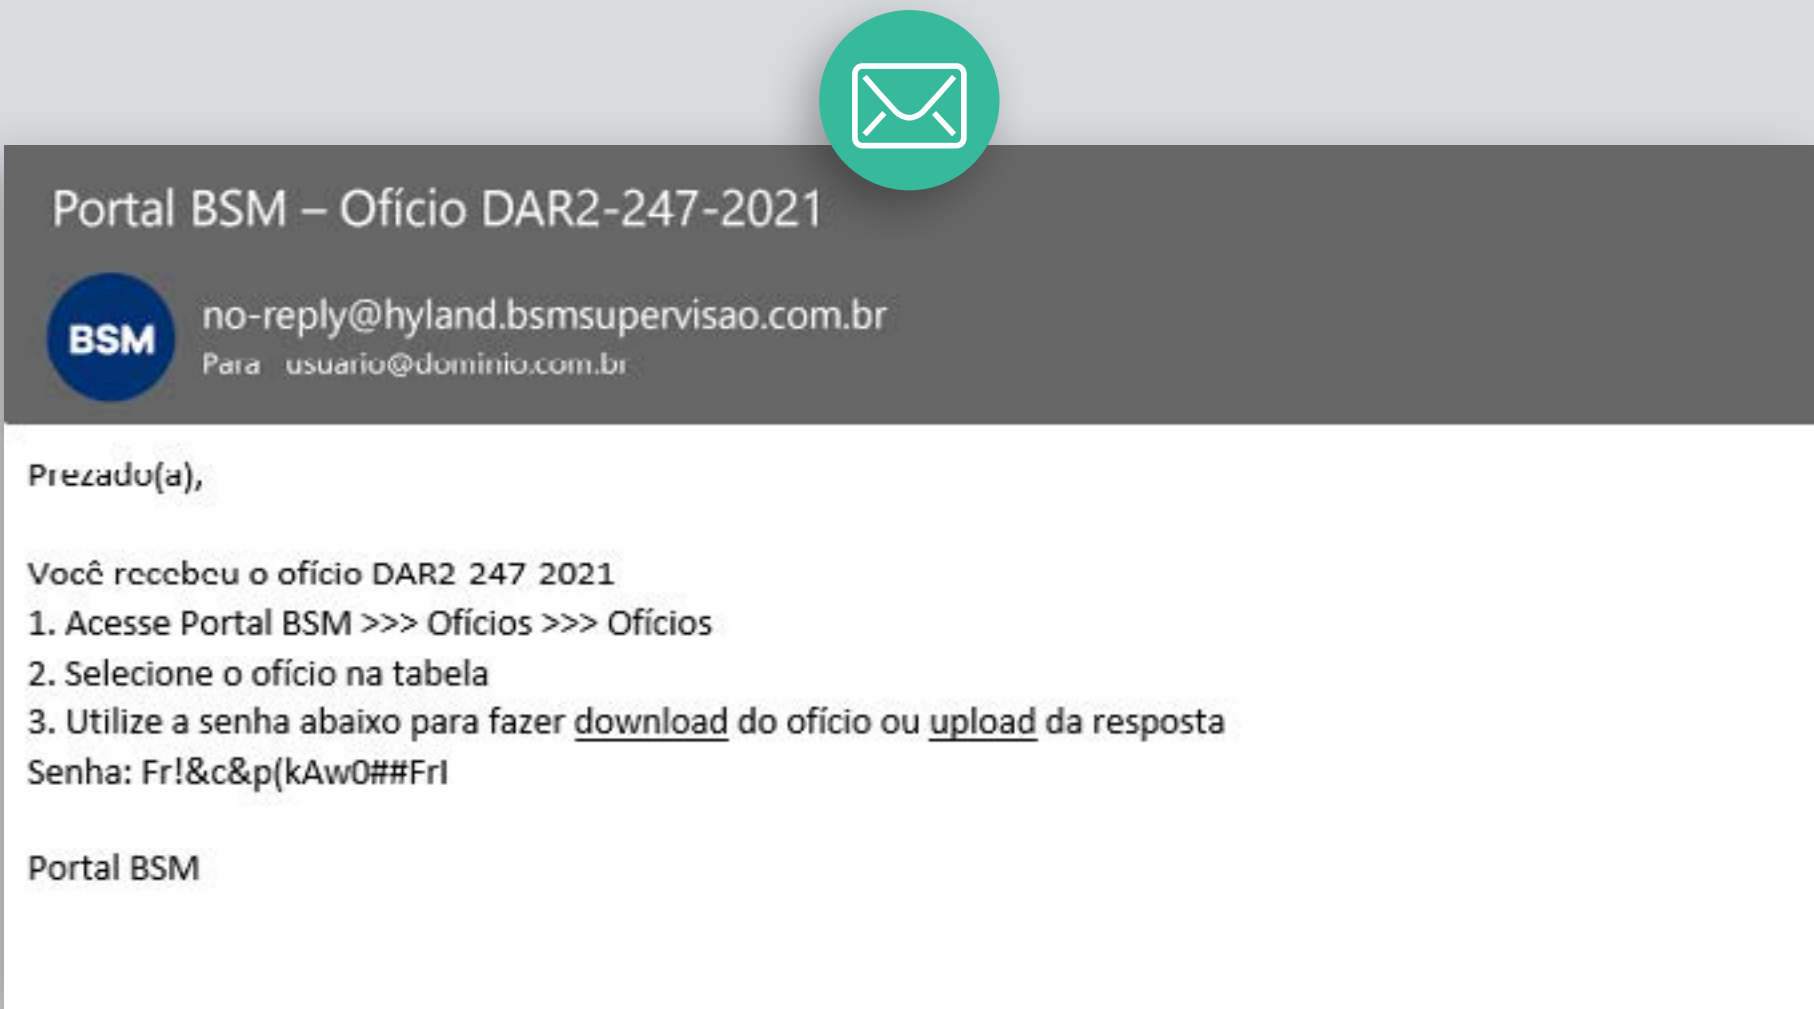 Portal BSM – Ofício DAR2-247-2021
BSM
no-reply@hyland.bsmsupervisao.com.br
Para usuario@dominio.com.br
Prezado(a),
Você recebeu o ofício DAR2 247 2021
1. Acesse Portal BSM >>> Ofícios >>> Ofícios
2. Selecione o ofício na tabela
3. Utilize a senha abaixo para fazer download do ofício ou upload da resposta
Senha: Fr!&c&p(kAw0##FrI
Portal BSM